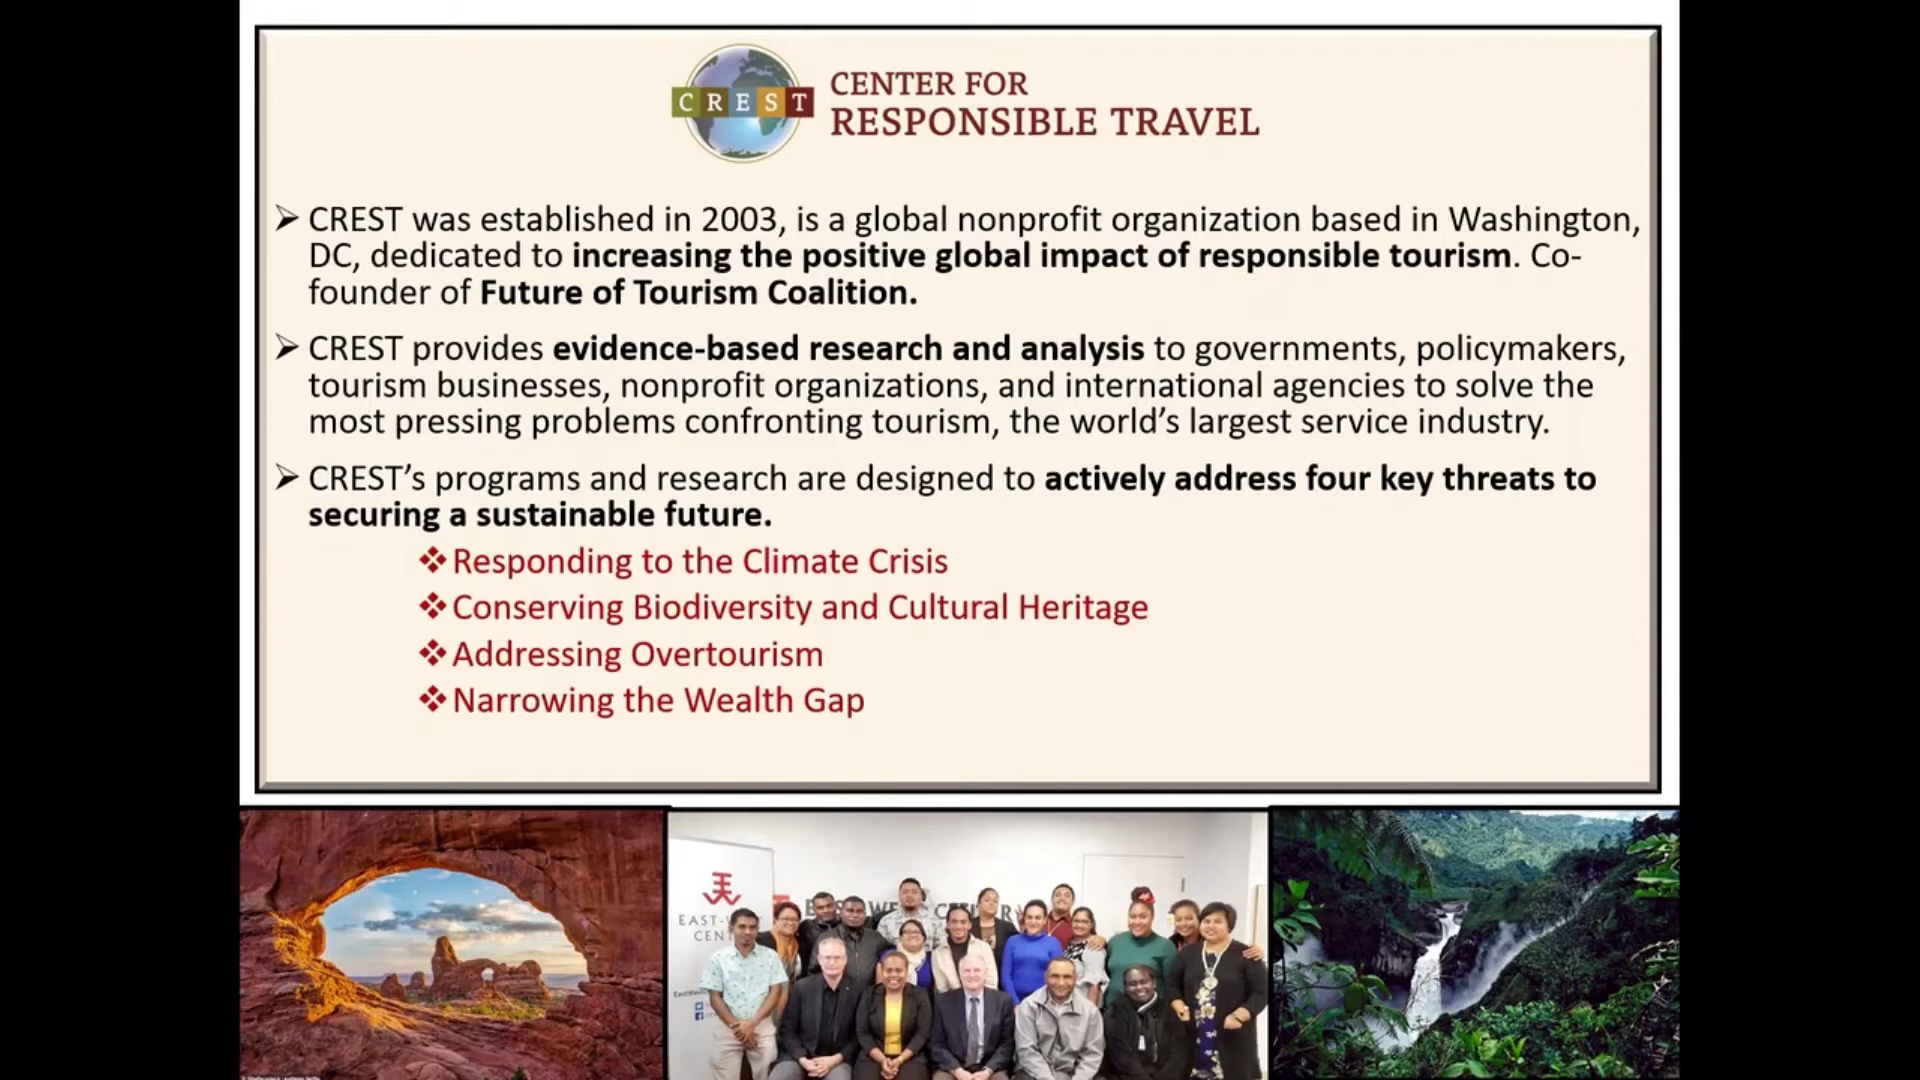 CREST
CENTER FOR
RESPONSIBLE TRAVEL
➢ CREST was established in 2003, is a global nonprofit organization based in Washington,
DC, dedicated to increasing the positive global impact of responsible tourism. Co-
founder of Future of Tourism Coalition.
➢ CREST provides evidence-based research and analysis to governments, policymakers,
tourism businesses, nonprofit organizations, and international agencies to solve the
most pressing problems confronting tourism, the world’s largest service industry.
➢ CREST’s programs and research are designed to actively address four key threats to
securing a sustainable future.
❖ Responding to the Climate Crisis
❖ Conserving Biodiversity and Cultural Heritage
❖ Addressing Overtourism
❖ Narrowing the Wealth Gap